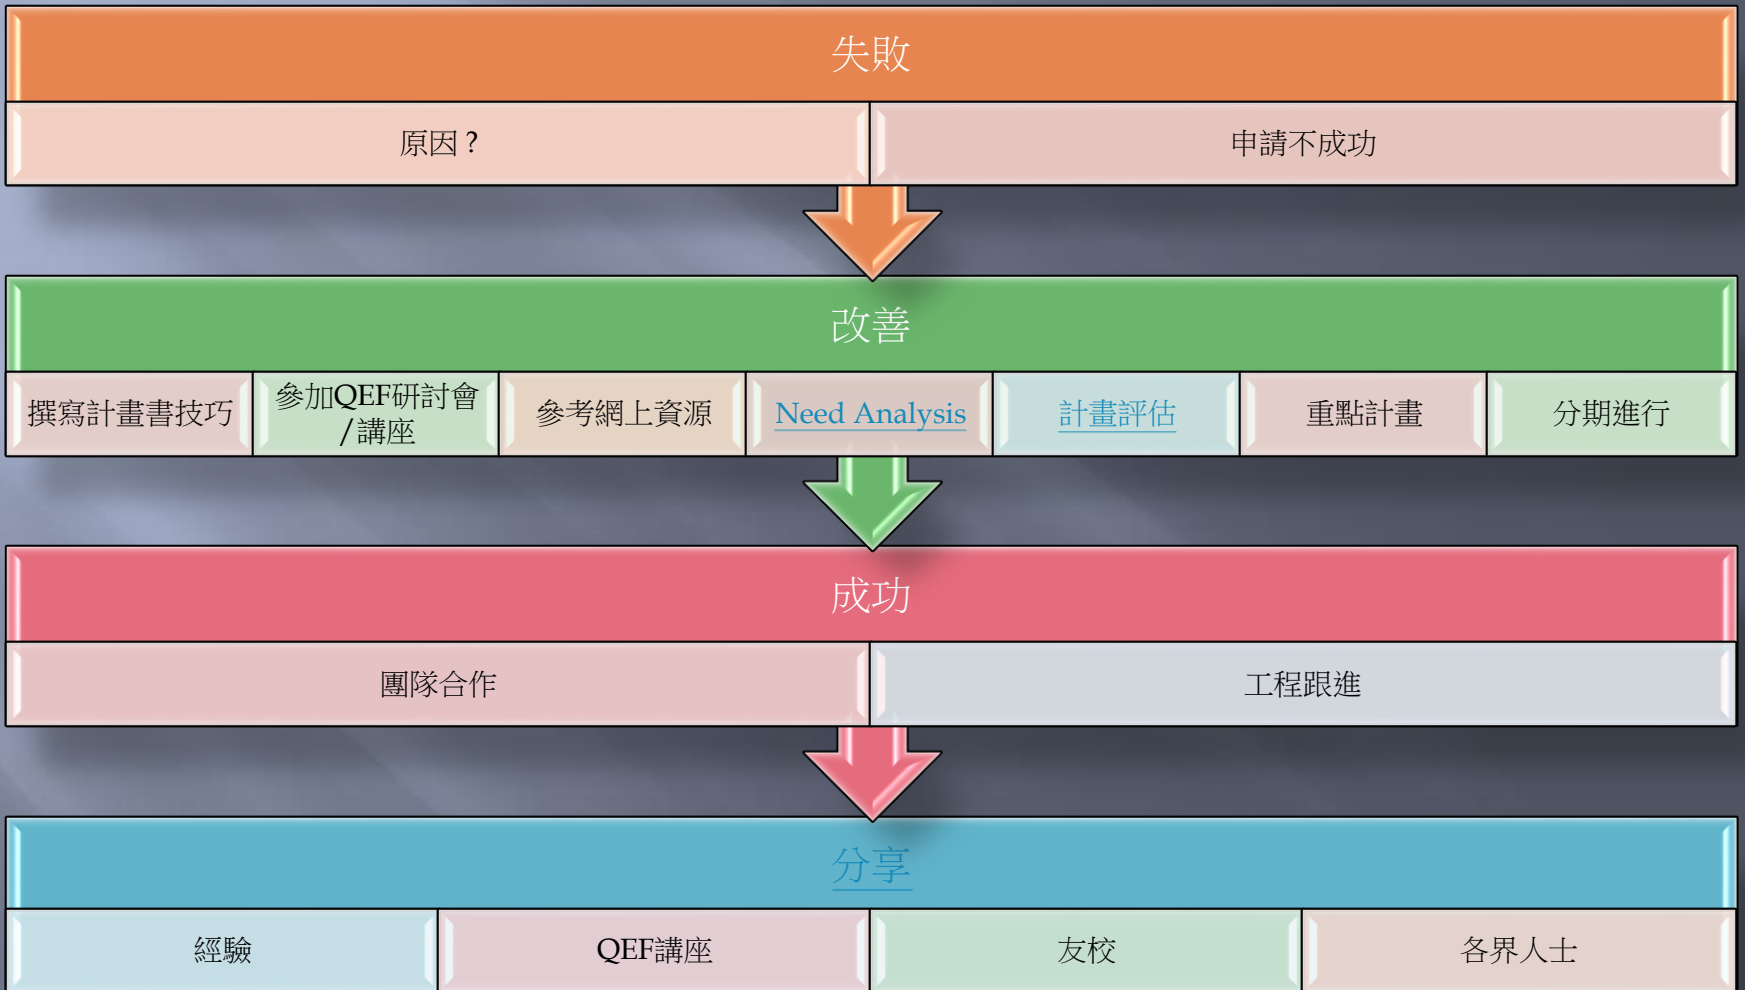 失敗
原因？
申請不成功
改善
撰寫計畫書技巧
參加QEF研討會
/講座
參考網上資源
Need Analysis
計畫評估
重點計畫
分期進行
成功
團隊合作
工程跟進
分享
經驗
QEF講座
友校
各界人士